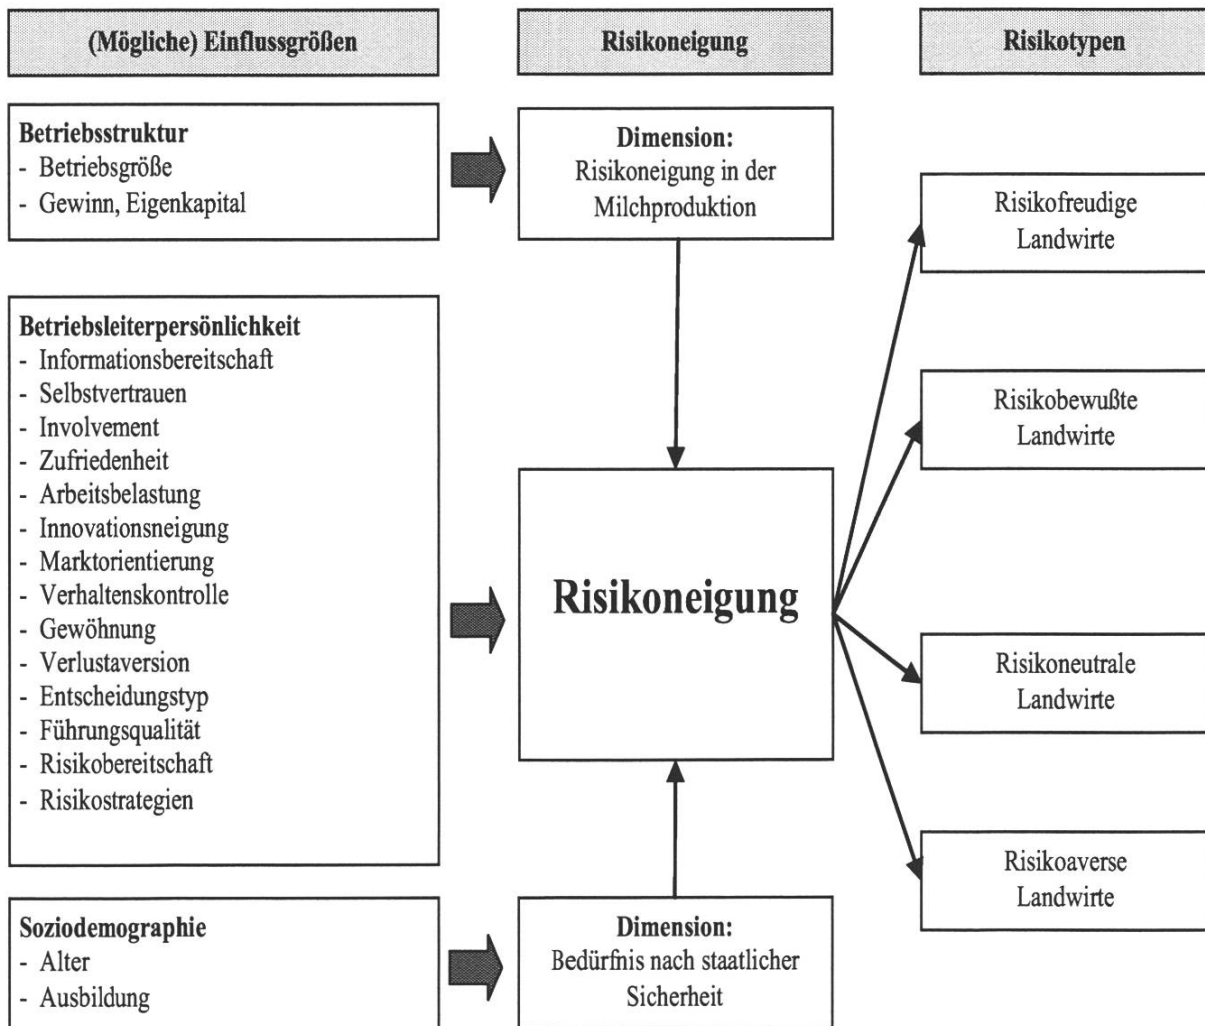 (Mögliche) Einflussgrößen
Betriebsstruktur
- Betriebsgröße
- Gewinn, Eigenkapital
Betriebsleiterpersönlichkeit
- Informationsbereitschaft
- Selbstvertrauen
- Involvement
- Zufriedenheit
- Arbeitsbelastung
- Innovationsneigung
- Marktorientierung
- Verhaltenskontrolle
- Gewöhnung
- Verlustaversion
- Entscheidungstyp
- Führungsqualität
- Risikobereitschaft
- Risikostrategien
Soziodemographie
- Alter
- Ausbildung
Risikoneigung
Dimension:
Risikoneigung in der
Milchproduktion
Risikoneigung
Dimension:
Bedürfnis nach staatlicher
Sicherheit
Risikotypen
Risikofreudige
Landwirte
Risikobewußte
Landwirte
Risikoneutrale
Landwirte
Risikoaverse
Landwirte